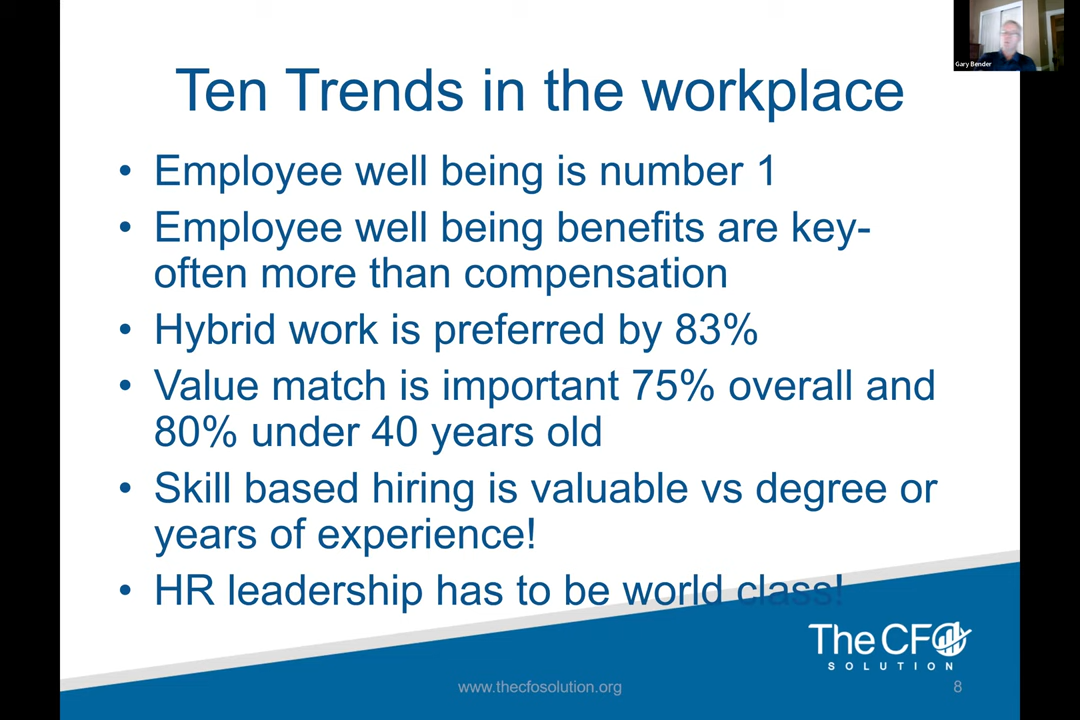 Gary Bender
Ten Trends in the workplace
• Employee well being is number 1
• Employee well being benefits are key-
often more than compensation
• Hybrid work is preferred by 83%
• Value match is important 75% overall and
80% under 40 years old
• Skill based hiring is valuable vs degree or
years of experience!
• HR leadership has to be world class!
The CFO
SOLUTION
www.thecfosolution.org
8